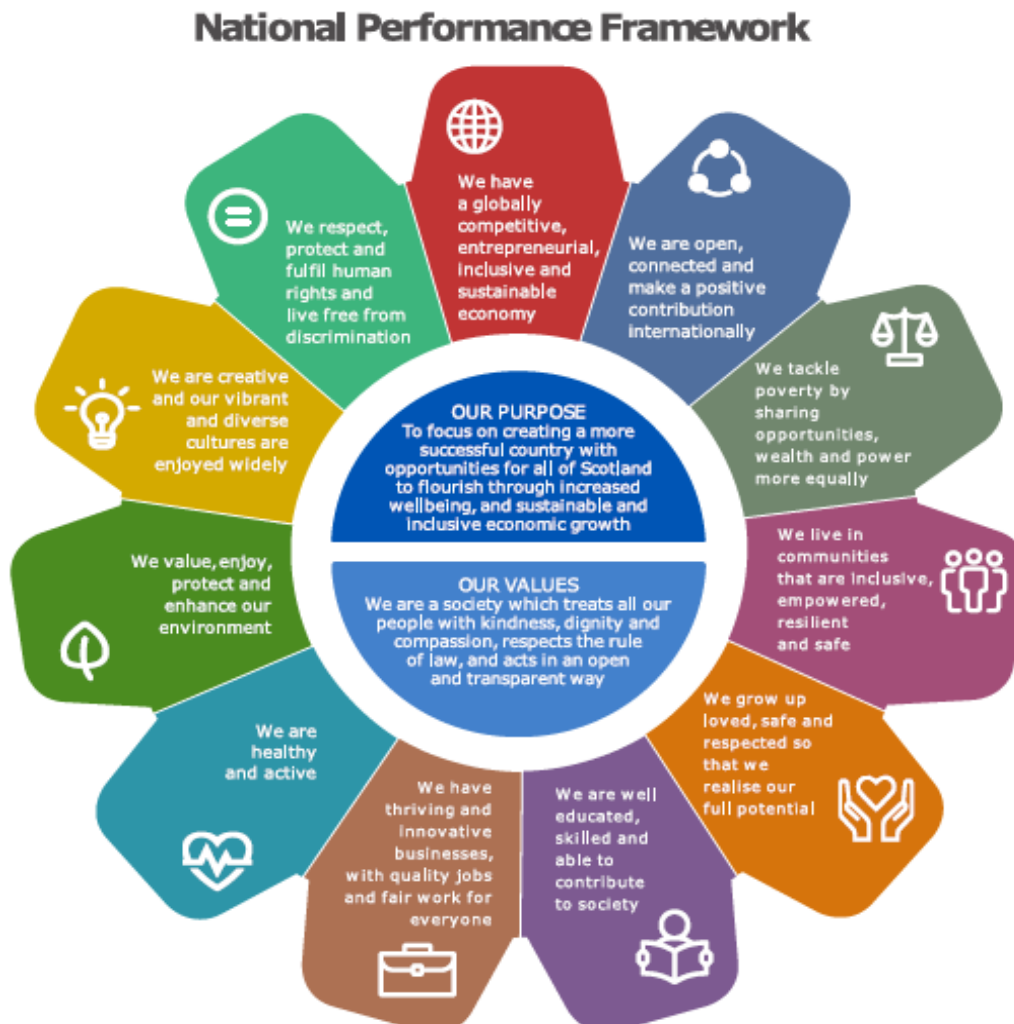 National Performance Framework
We have
a globally
competitive,
entrepreneurial,
inclusive and
sustainable
economy
We are open,
connected and
make a positive
contribution
internationally
We tackle
poverty by
sharing
opportunities,
wealth and power
more equally
We live in
communities
that are inclusive,
empowered,
resilient
and safe
We grow up
loved, safe and
respected so
that we
realise our
full potential
We are well
educated,
skilled and
able to
contribute
to society
We have
thriving and
innovative
businesses,
with quality jobs
and fair work for
everyone
We are
healthy
and active
We value, enjoy,
protect and
enhance our
environment
We are creative
and our vibrant
and diverse
cultures are
enjoyed widely
We respect,
protect and
fulfil human
rights and
live free from
discrimination
OUR PURPOSE
To focus on creating a more
successful country with
opportunities for all of Scotland
to flourish through increased
wellbeing, and sustainable and
inclusive economic growth
OUR VALUES
We are a society which treats all our
people with kindness, dignity and
compassion, respects the rule
of law, and acts in an open
and transparent way